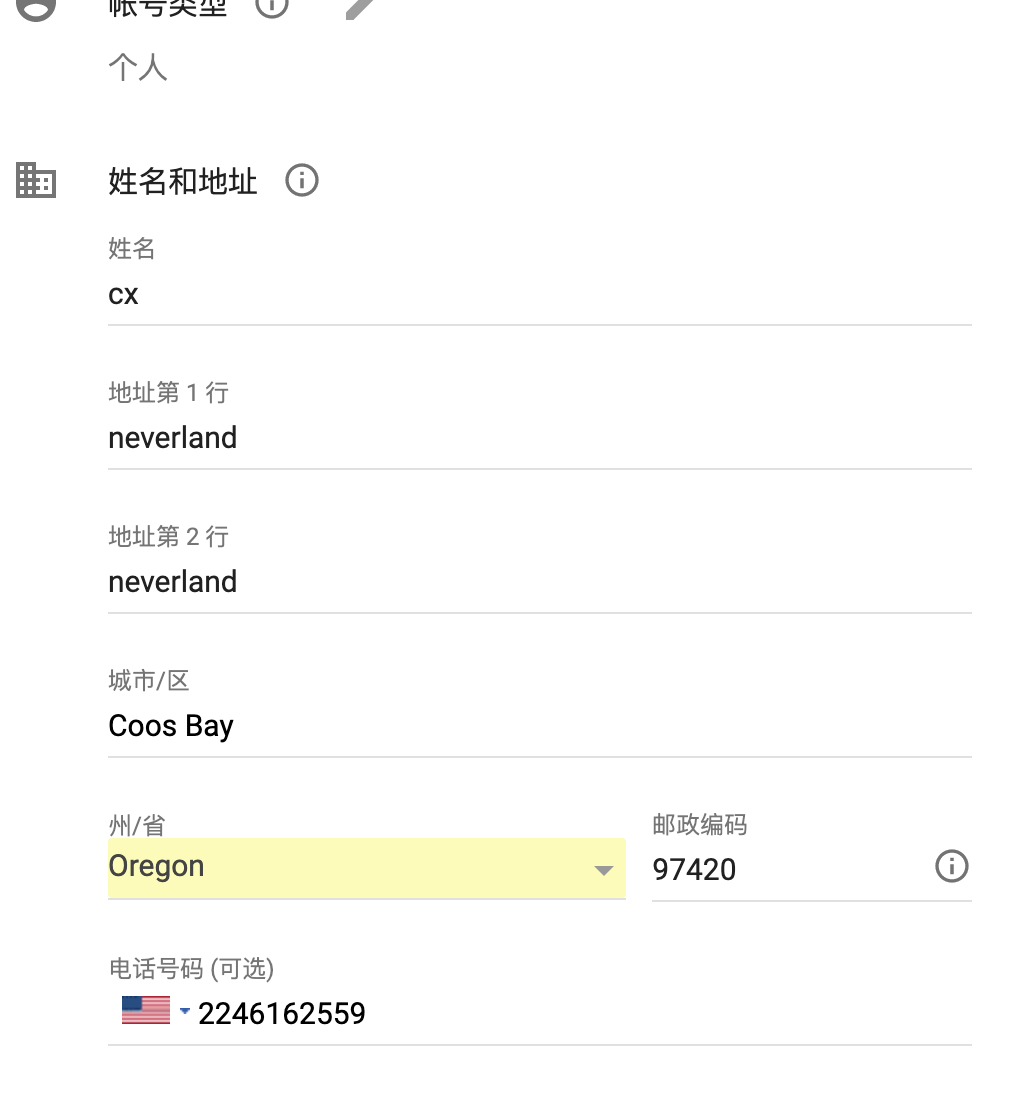 帐号类型
个人
姓名和地址
姓名
cx
地址第 1 行
neverland
地址第 2 行
neverland
城市/区
Coos Bay
州/省
Oregon
邮政编码
97420
电话号码 (可选)
2246162559